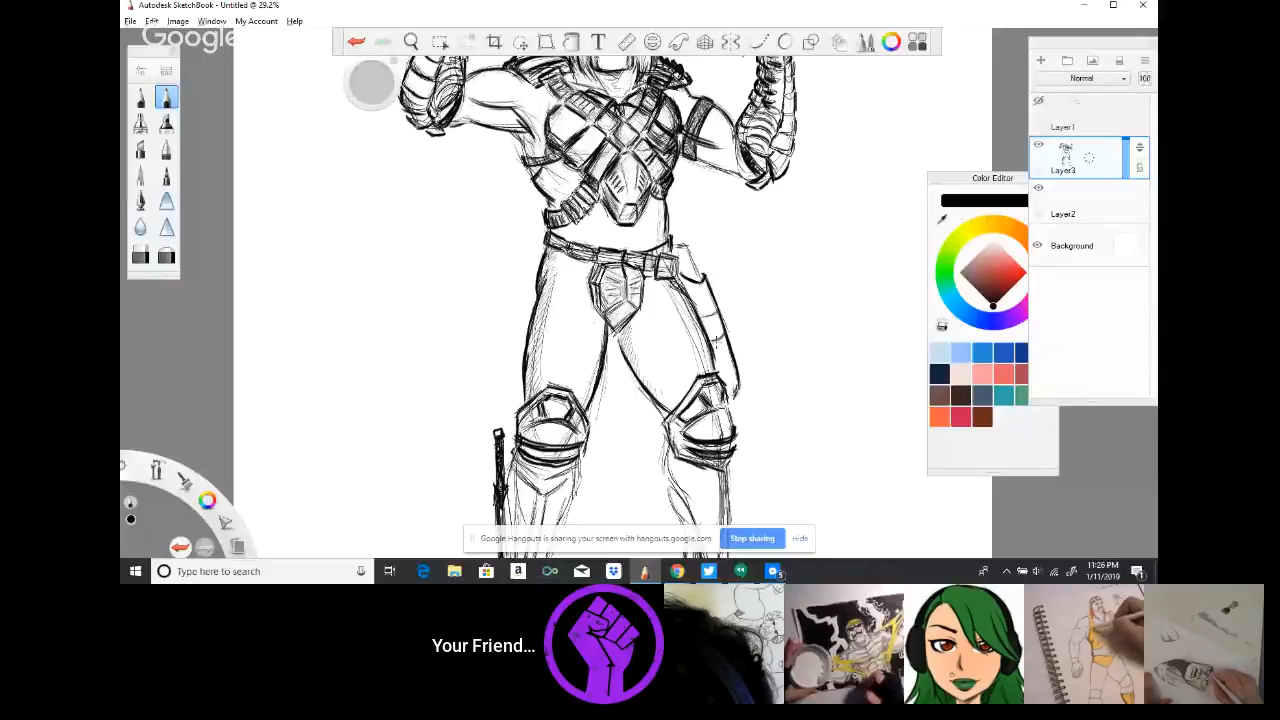 Autodesk SketchBook - Untitled @ 29.2%
File Edit Image Window My Account Help
Google
Normal
100
Layer1
Layer3
Layer2
Background
Color Editor
Google Hangouts is sharing your screen with hangouts.google.com
Stop sharing
Hide
Type here to search
5
11:26 PM
1/11/2019
1
Your Friend...